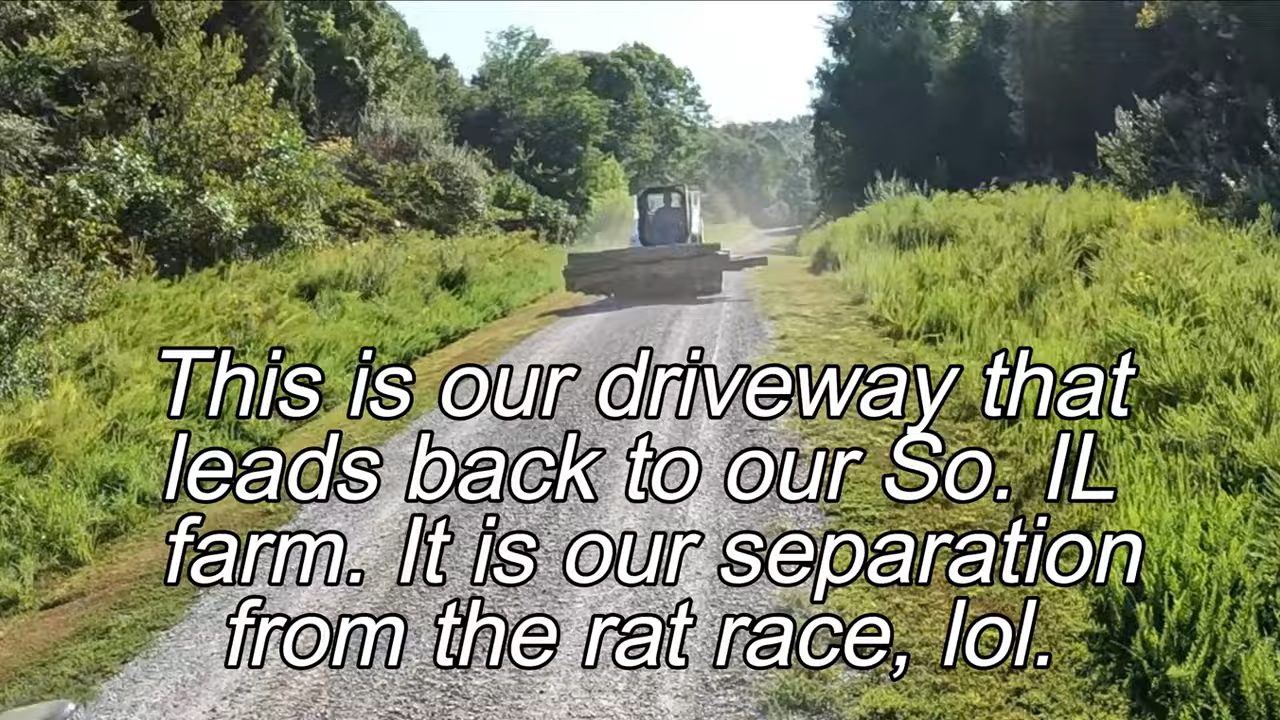 This is our driveway that
leads back to our So. IL
farm. It is our separation
from the rat race, lol.